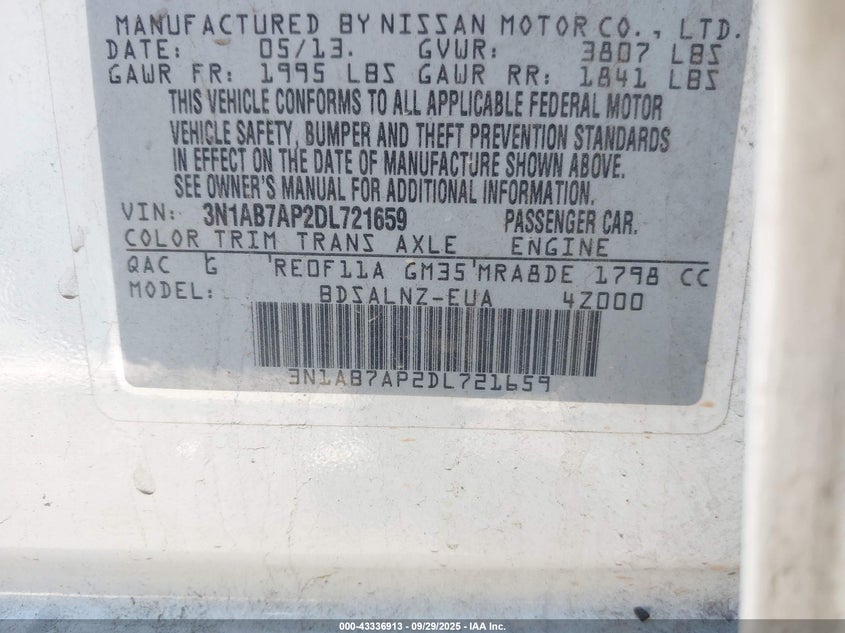 MANUFACTURED BY NISSAN MOTOR CO., LTD.
DATE: 05/13. GVWR: 3807 LBS
GAWR FR: 1995 LBS GAWR RR: 1841 LBS
THIS VEHICLE CONFORMS TO ALL APPLICABLE FEDERAL MOTOR
VEHICLE SAFETY, BUMPER AND THEFT PREVENTION STANDARDS
IN EFFECT ON THE DATE OF MANUFACTURE SHOWN ABOVE.
SEE OWNER'S MANUAL FOR ADDITIONAL INFORMATION.
VIN: 3N1AB7AP2DL721659 PASSENGER CAR.
COLOR TRIM TRANS AXLE ENGINE
QAC G RE0F11A GM35 MRA8DE 1798 CC
MODEL: BDSALNZ-EUA 4Z000
3N1AB7AP2DL721659
000-43336913 - 09/29/2025 - IAA Inc.